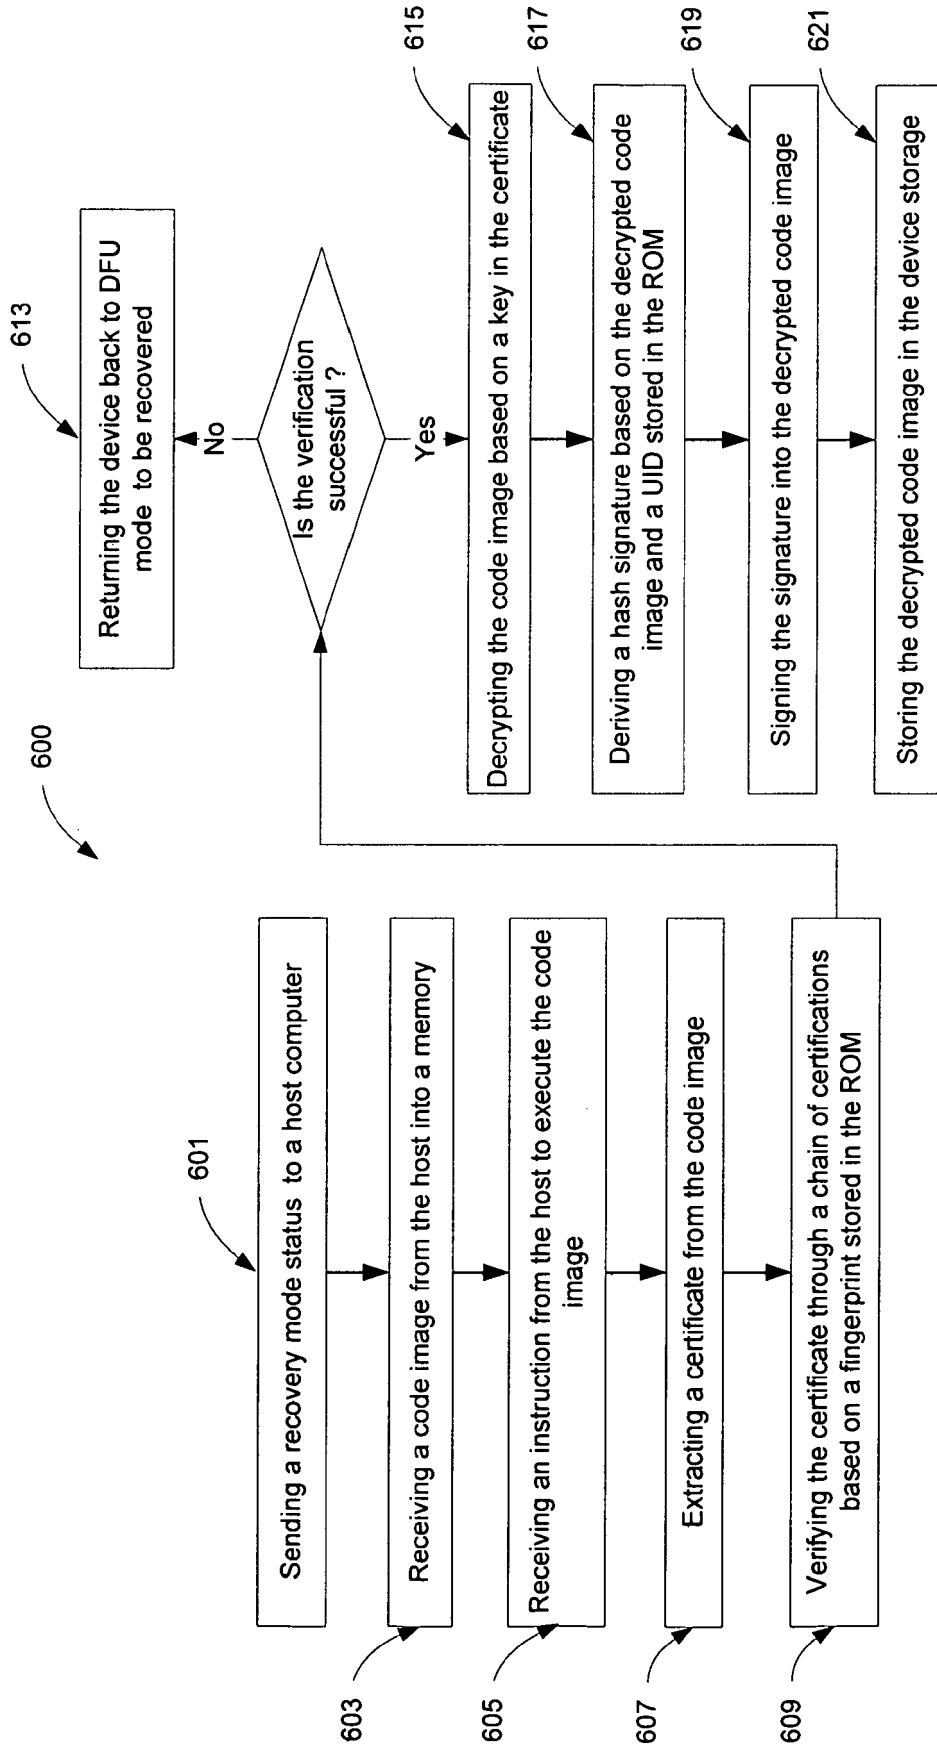 600
601
Sending a recovery mode status to a host computer
603
Receiving a code image from the host into a memory
605
Receiving an instruction from the host to execute the code
image
607
Extracting a certificate from the code image
609
Verifying the certificate through a chain of certifications
based on a fingerprint stored in the ROM
613
Returning the device back to DFU
mode to be recovered
No
Is the verification
successful ?
Yes
615
Decrypting the code image based on a key in the certificate
617
Deriving a hash signature based on the decrypted code
image and a UID stored in the ROM
619
Signing the signature into the decrypted code image
621
Storing the decrypted code image in the device storage